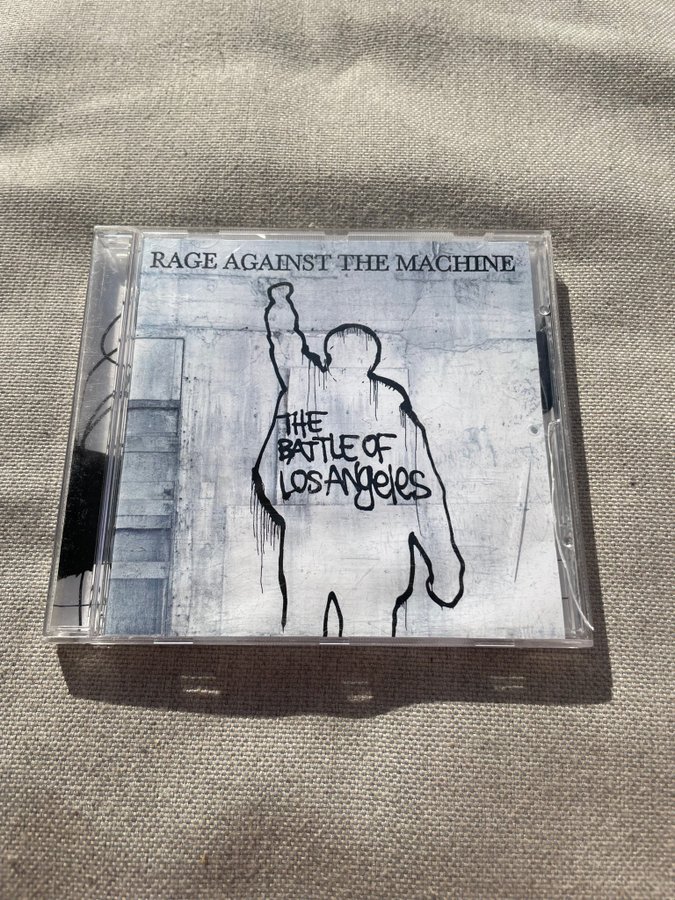 RAGE AGAINST THE MACHINE
THE
BATTLE OF
LOS ANgeles